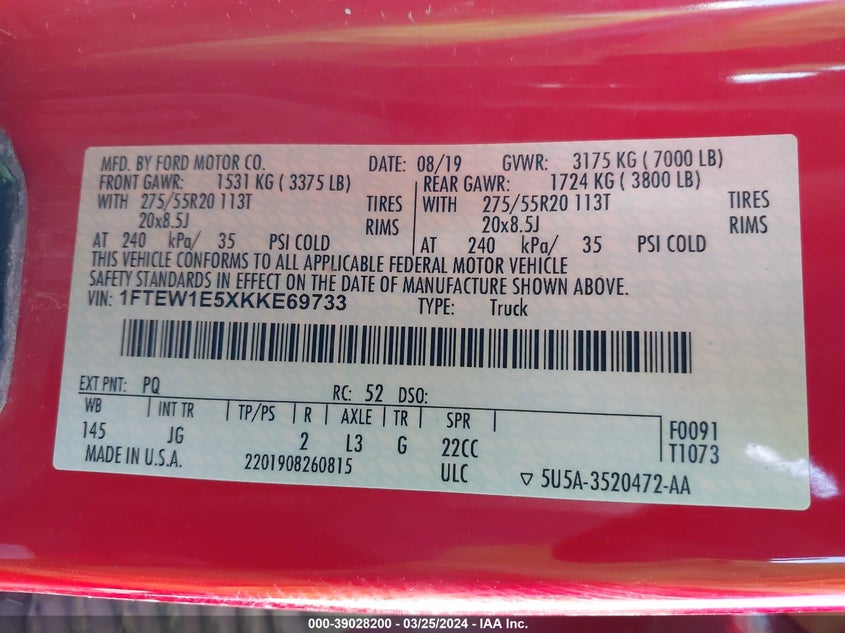 MFD. BY FORD MOTOR CO. DATE: 08/19 GVWR: 3175 KG ( 7000 LB)
FRONT GAWR: 1531 KG ( 3375 LB) REAR GAWR: 1724 KG ( 3800 LB)
WITH 275/55R20 113T TIRES WITH 275/55R20 113T TIRES
20x8.5J RIMS 20x8.5J RIMS
AT 240 kPa/ 35 PSI COLD AT 240 kPa/ 35 PSI COLD
THIS VEHICLE CONFORMS TO ALL APPLICABLE FEDERAL MOTOR VEHICLE
SAFETY STANDARDS IN EFFECT ON THE DATE OF MANUFACTURE SHOWN ABOVE.
VIN: 1FTEW1E5XKKE69733 TYPE: Truck
EXT PNT: PQ RC: 52 DSO:
WB INT TR TP/PS R AXLE TR SPR F0091
145 JG 2 L3 G 22CC T1073
MADE IN U.S.A. 2201908260815 ULC ▽ 5U5A-3520472-AA
000-39028200 - 03/25/2024 - IAA Inc.